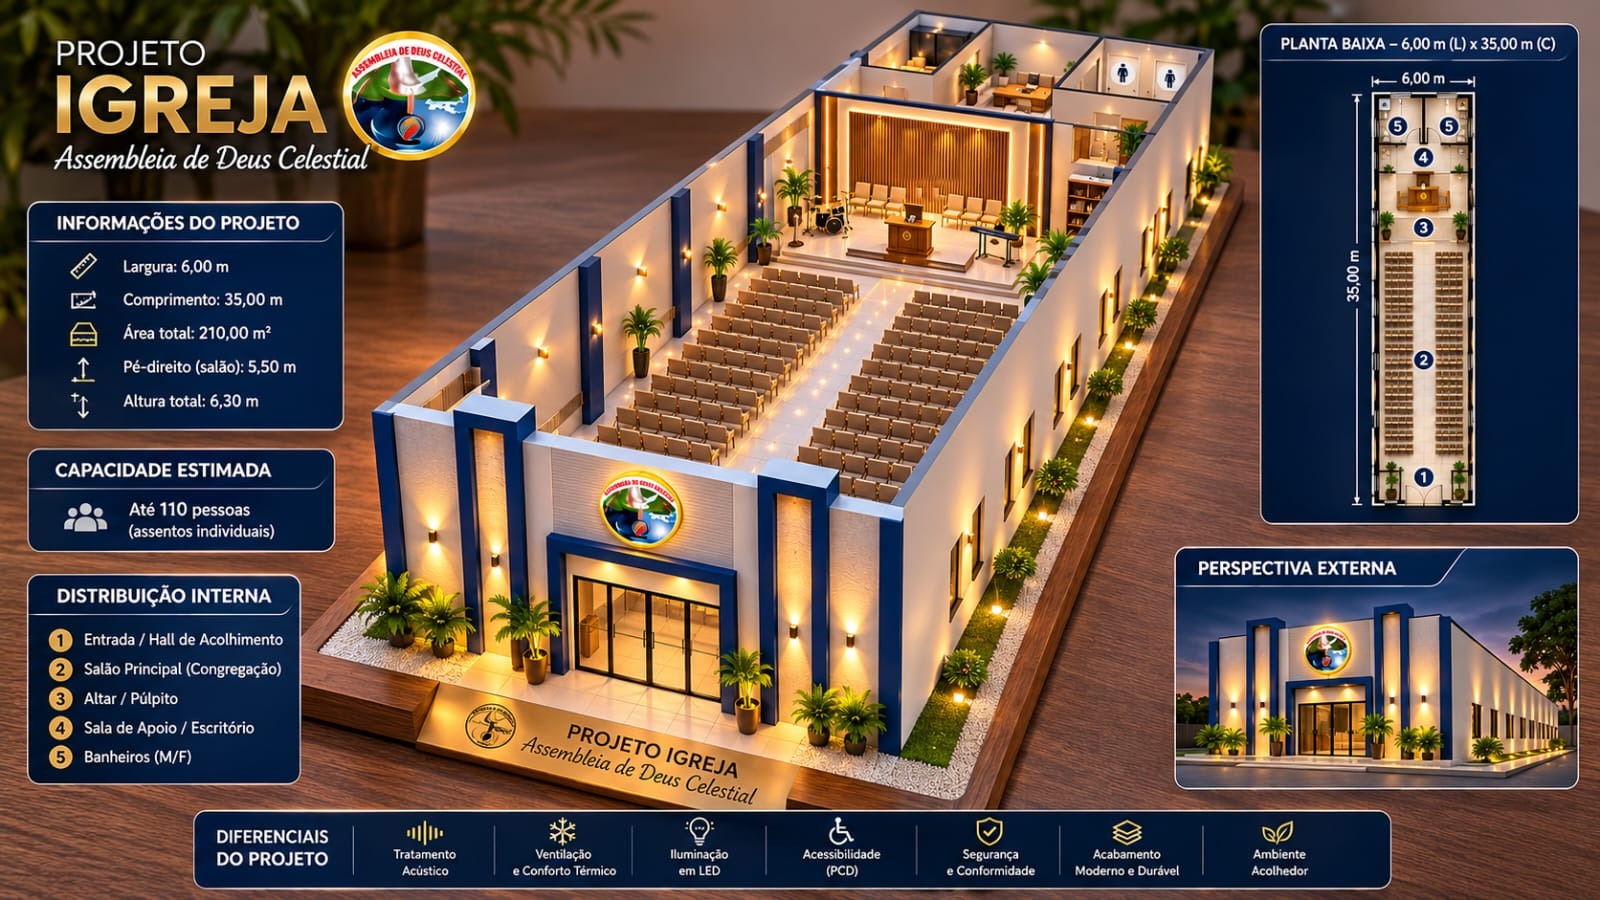 PROJETO
IGREJA
Assembleia de Deus Celestial
ASSEMBLEIA DE DEUS CELESTIAL
INFORMAÇÕES DO PROJETO
Largura: 6,00 m
Comprimento: 35,00 m
Área total: 210,00 m²
Pé-direito (salão): 5,50 m
Altura total: 6,30 m
CAPACIDADE ESTIMADA
Até 110 pessoas
(assentos individuais)
DISTRIBUIÇÃO INTERNA
1 Entrada / Hall de Acolhimento
2 Salão Principal (Congregação)
3 Altar / Púlpito
4 Sala de Apoio / Escritório
5 Banheiros (M/F)
PROJETO IGREJA
Assembleia de Deus Celestial
PLANTA BAIXA – 6,00 m (L) x 35,00 m (C)
6,00 m
35,00 m
5 5
4
3
2
1
PERSPECTIVA EXTERNA
DIFERENCIAIS
DO PROJETO
Tratamento
Acústico
Ventilação
e Conforto Térmico
Iluminação
em LED
Acessibilidade
(PCD)
Segurança
e Conformidade
Acabamento
Moderno e Durável
Ambiente
Acolhedor